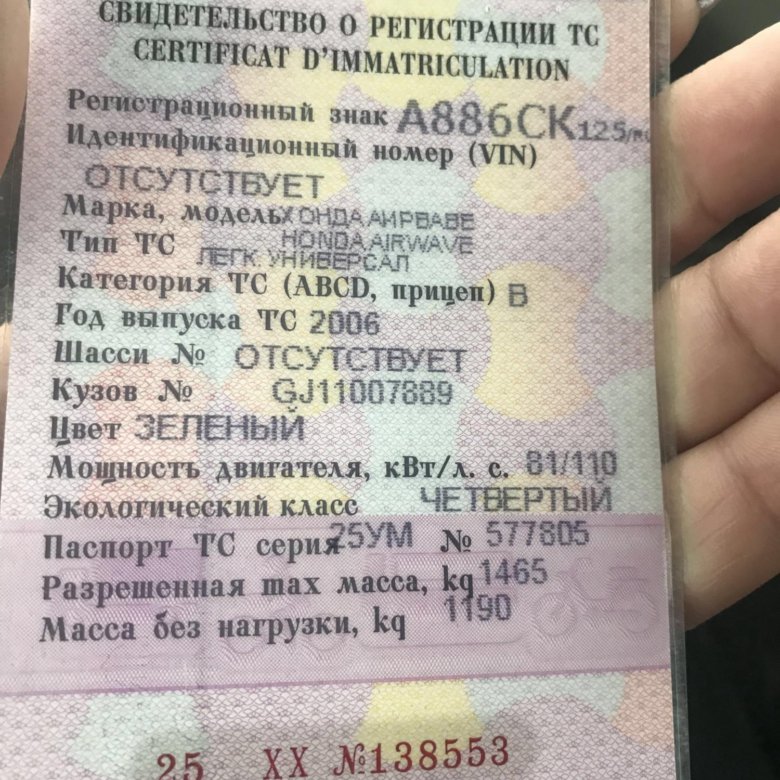 СВИДЕТЕЛЬСТВО О РЕГИСТРАЦИИ ТС
CERTIFICAT D'IMMATRICULATION
Регистрационный знак А886СК125/RU
Идентификационный номер (VIN)
ОТСУТСТВУЕТ
Марка, модель ХОНДА АИРВАВЕ
HONDA AIRWAVE
Тип ТС ЛЕГК. УНИВЕРСАЛ
Категория ТС (ABCD, прицеп) B
Год выпуска ТС 2006
Шасси № ОТСУТСТВУЕТ
Кузов № GJ11007889
Цвет ЗЕЛЕНЫЙ
Мощность двигателя, кВт/л. с. 81/110
Экологический класс ЧЕТВЕРТЫЙ
Паспорт ТС серия 25УМ № 577805
Разрешенная max масса, kg 1465
Масса без нагрузки, kg 1190
25 ХХ №138553